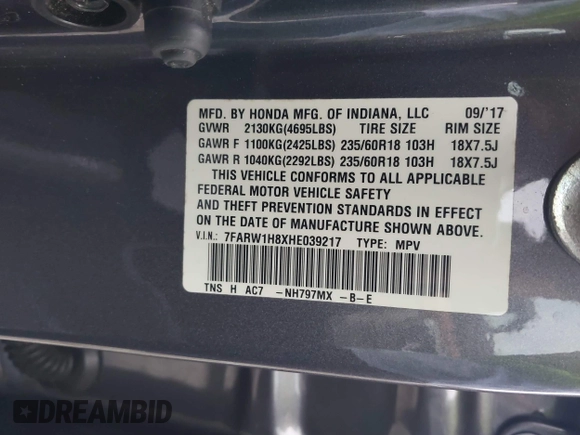 MFD. BY HONDA MFG. OF INDIANA, LLC 09/'17
GVWR 2130KG(4695LBS) TIRE SIZE RIM SIZE
GAWR F 1100KG(2425LBS) 235/60R18 103H 18X7.5J
GAWR R 1040KG(2292LBS) 235/60R18 103H 18X7.5J
THIS VEHICLE CONFORMS TO ALL APPLICABLE
FEDERAL MOTOR VEHICLE SAFETY
AND THEFT PREVENTION STANDARDS IN EFFECT
ON THE DATE OF MANUFACTURE SHOWN ABOVE.
V.I.N.: 7FARW1H8XHE039217 TYPE: MPV
TNS H AC7 -NH797MX -B-E
DREAMBID